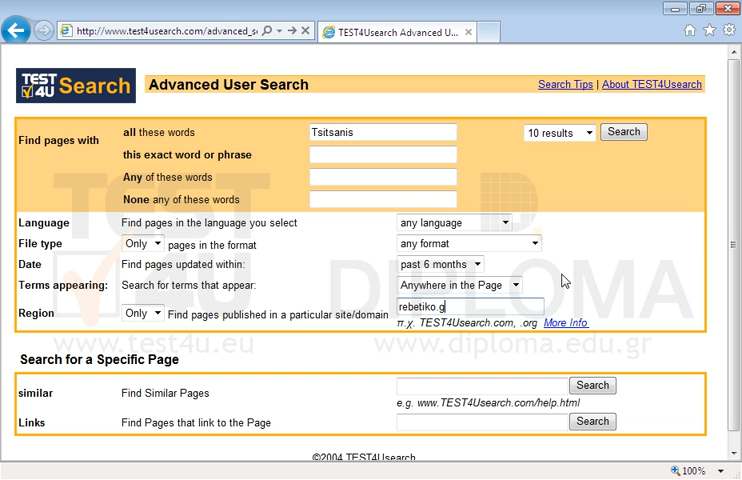 http://www.test4usearch.com/advanced_s
TEST4Usearch Advanced U...
TEST 4U Search
Advanced User Search
Search Tips | About TEST4Usearch
Find pages with
all these words
Tsitsanis
10 results
Search
this exact word or phrase
Any of these words
None any of these words
Language
Find pages in the language you select
any language
File type
Only
pages in the format
any format
Date
Find pages updated within:
past 6 months
Terms appearing:
Search for terms that appear:
Anywhere in the Page
Region
Only
Find pages published in a particular site/domain
rebetiko.g
π.χ. TEST4Usearch.com, .org More Info
TEST 4U
DIPLOMA
www.test4u.eu
www.diploma.edu.gr
Search for a Specific Page
similar
Find Similar Pages
Search
e.g. www.TEST4Usearch.com/help.html
Links
Find Pages that link to the Page
Search
©2004 TEST4Usearch
100%